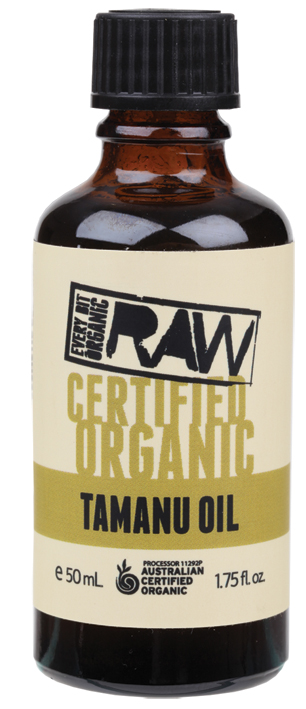 EVERY BIT
ORGANIC
RAW
CERTIFIED
ORGANIC
TAMANU OIL
e 50 mL
PROCESSOR 11292P
AUSTRALIAN
CERTIFIED
ORGANIC
1.75 fl. oz.